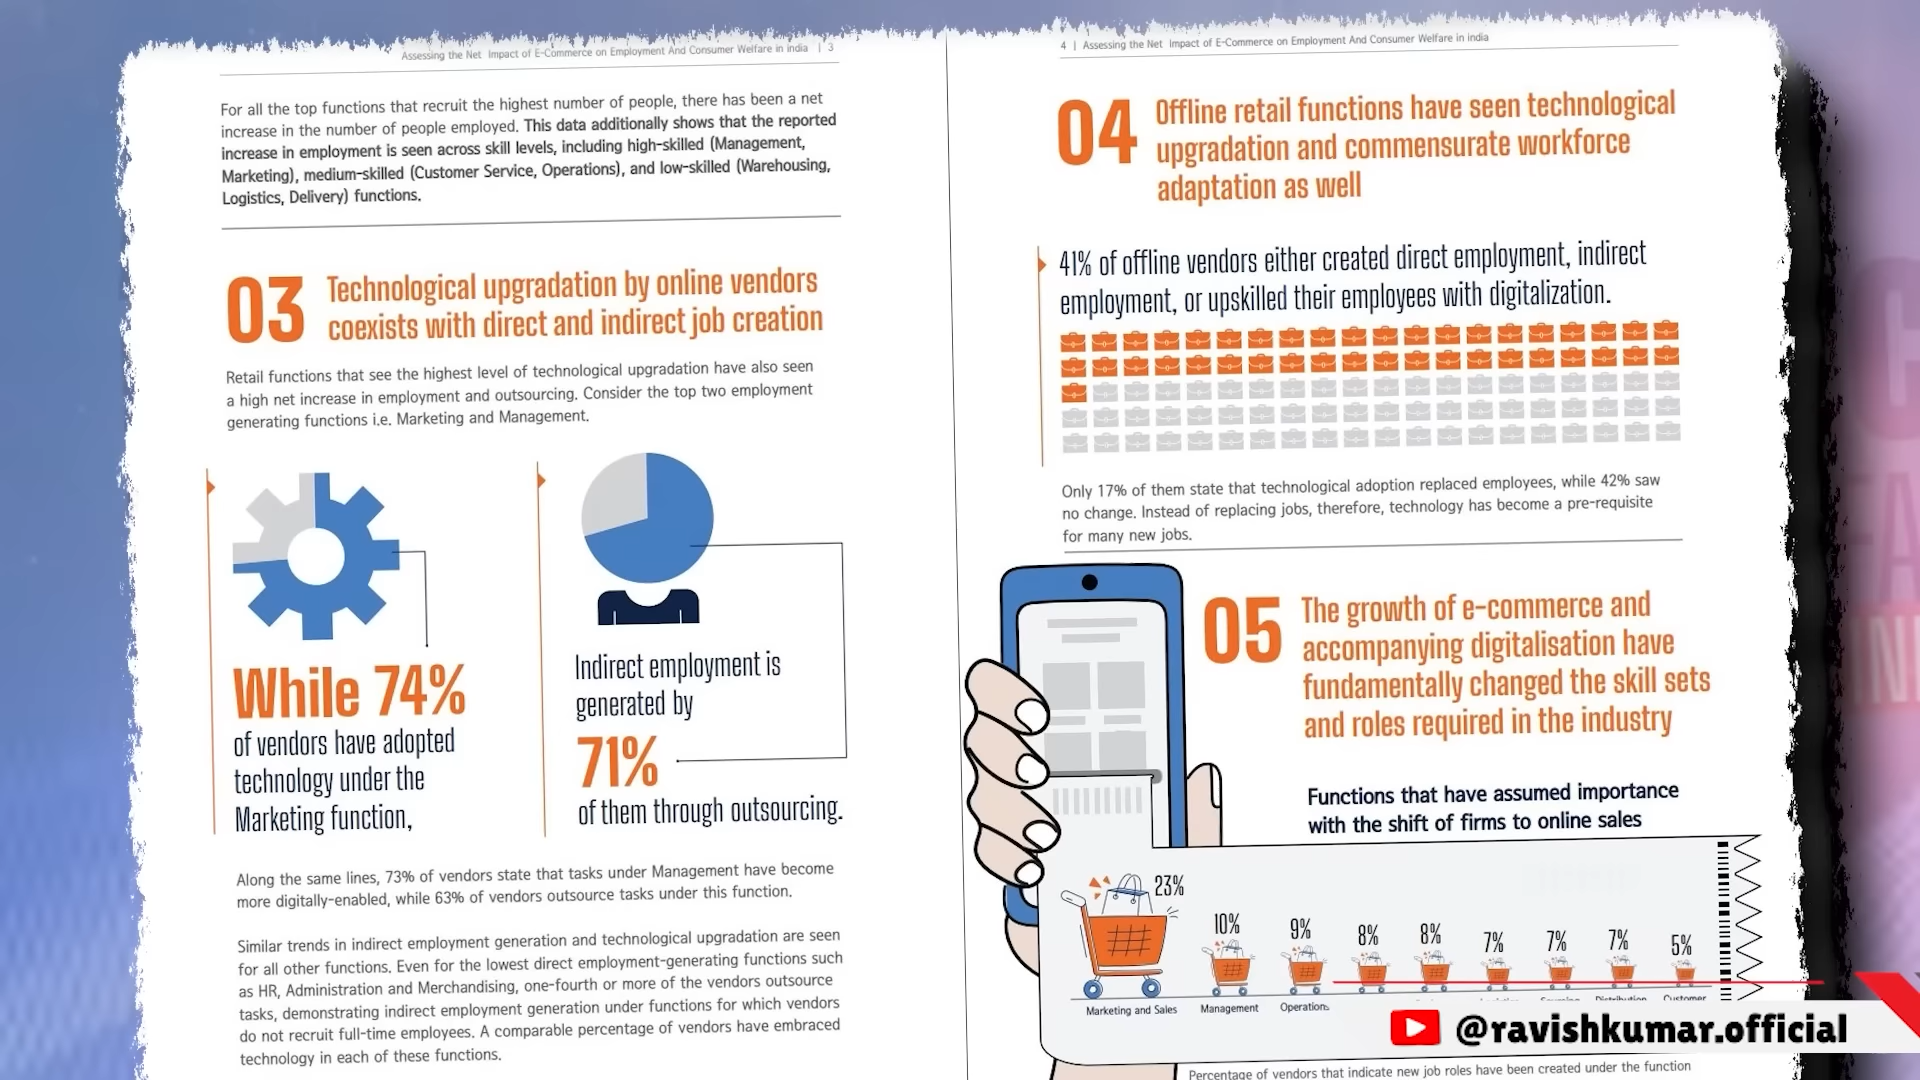 Assessing the Net Impact of E-Commerce on Employment And Consumer Welfare in india | 3
For all the top functions that recruit the highest number of people, there has been a net
increase in the number of people employed. This data additionally shows that the reported
increase in employment is seen across skill levels, including high-skilled (Management,
Marketing), medium-skilled (Customer Service, Operations), and low-skilled (Warehousing,
Logistics, Delivery) functions.
03
Technological upgradation by online vendors
coexists with direct and indirect job creation
Retail functions that see the highest level of technological upgradation have also seen
a high net increase in employment and outsourcing. Consider the top two employment
generating functions i.e. Marketing and Management.
While 74%
of vendors have adopted
technology under the
Marketing function,
Indirect employment is
generated by
71%
of them through outsourcing.
Along the same lines, 73% of vendors state that tasks under Management have become
more digitally-enabled, while 63% of vendors outsource tasks under this function.
Similar trends in indirect employment generation and technological upgradation are seen
for all other functions. Even for the lowest direct employment-generating functions such
as HR, Administration and Merchandising, one-fourth or more of the vendors outsource
tasks, demonstrating indirect employment generation under functions for which vendors
do not recruit full-time employees. A comparable percentage of vendors have embraced
technology in each of these functions.
4 | Assessing the Net Impact of E-Commerce on Employment And Consumer Welfare in india
04
Offline retail functions have seen technological
upgradation and commensurate workforce
adaptation as well
41% of offline vendors either created direct employment, indirect
employment, or upskilled their employees with digitalization.
Only 17% of them state that technological adoption replaced employees, while 42% saw
no change. Instead of replacing jobs, therefore, technology has become a pre-requisite
for many new jobs.
05
The growth of e-commerce and
accompanying digitalisation have
fundamentally changed the skill sets
and roles required in the industry
Functions that have assumed importance
with the shift of firms to online sales
23% 10% 9% 8% 8% 7% 7% 7% 5%
Marketing and Sales Management Operations Distribution Customer
@ravishkumar.official
Percentage of vendors that indicate new job roles have been created under the function